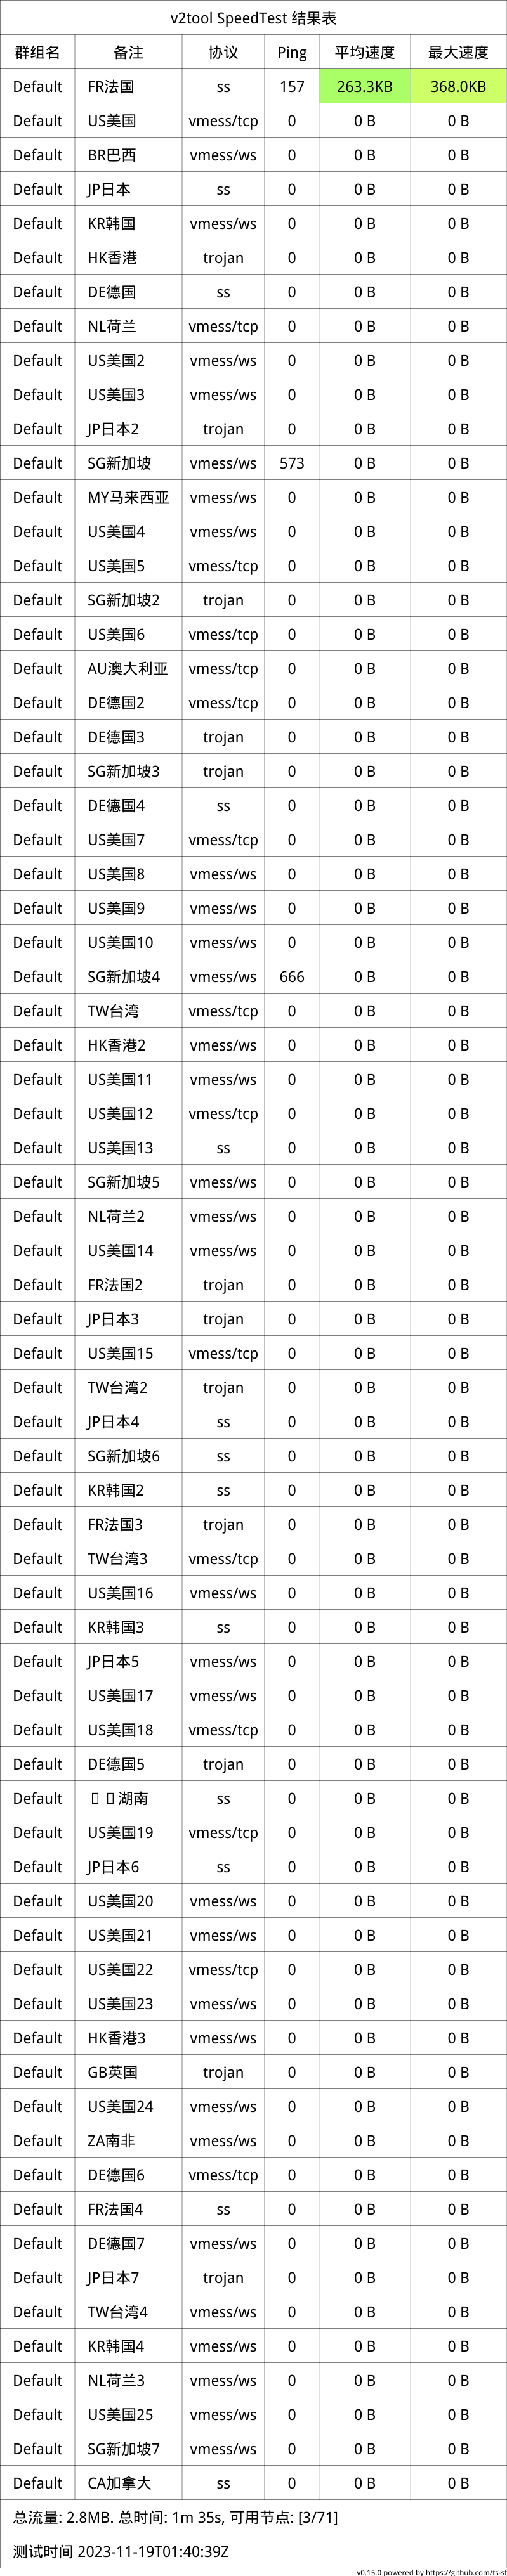 v2tool SpeedTest 结果表
群组名 备注 协议 Ping 平均速度 最大速度
Default FR法国 ss 157 263.3KB 368.0KB
Default US美国 vmess/tcp 0 0 B 0 B
Default BR巴西 vmess/ws 0 0 B 0 B
Default JP日本 ss 0 0 B 0 B
Default KR韩国 vmess/ws 0 0 B 0 B
Default HK香港 trojan 0 0 B 0 B
Default DE德国 ss 0 0 B 0 B
Default NL荷兰 vmess/tcp 0 0 B 0 B
Default US美国2 vmess/ws 0 0 B 0 B
Default US美国3 vmess/ws 0 0 B 0 B
Default JP日本2 trojan 0 0 B 0 B
Default SG新加坡 vmess/ws 573 0 B 0 B
Default MY马来西亚 vmess/ws 0 0 B 0 B
Default US美国4 vmess/ws 0 0 B 0 B
Default US美国5 vmess/tcp 0 0 B 0 B
Default SG新加坡2 trojan 0 0 B 0 B
Default US美国6 vmess/tcp 0 0 B 0 B
Default AU澳大利亚 vmess/tcp 0 0 B 0 B
Default DE德国2 vmess/tcp 0 0 B 0 B
Default DE德国3 trojan 0 0 B 0 B
Default SG新加坡3 trojan 0 0 B 0 B
Default DE德国4 ss 0 0 B 0 B
Default US美国7 vmess/tcp 0 0 B 0 B
Default US美国8 vmess/ws 0 0 B 0 B
Default US美国9 vmess/ws 0 0 B 0 B
Default US美国10 vmess/ws 0 0 B 0 B
Default SG新加坡4 vmess/ws 666 0 B 0 B
Default TW台湾 vmess/tcp 0 0 B 0 B
Default HK香港2 vmess/ws 0 0 B 0 B
Default US美国11 vmess/ws 0 0 B 0 B
Default US美国12 vmess/tcp 0 0 B 0 B
Default US美国13 ss 0 0 B 0 B
Default SG新加坡5 vmess/ws 0 0 B 0 B
Default NL荷兰2 vmess/ws 0 0 B 0 B
Default US美国14 vmess/ws 0 0 B 0 B
Default FR法国2 trojan 0 0 B 0 B
Default JP日本3 trojan 0 0 B 0 B
Default US美国15 vmess/tcp 0 0 B 0 B
Default TW台湾2 trojan 0 0 B 0 B
Default JP日本4 ss 0 0 B 0 B
Default SG新加坡6 ss 0 0 B 0 B
Default KR韩国2 ss 0 0 B 0 B
Default FR法国3 trojan 0 0 B 0 B
Default TW台湾3 vmess/tcp 0 0 B 0 B
Default US美国16 vmess/ws 0 0 B 0 B
Default KR韩国3 ss 0 0 B 0 B
Default JP日本5 vmess/ws 0 0 B 0 B
Default US美国17 vmess/ws 0 0 B 0 B
Default US美国18 vmess/tcp 0 0 B 0 B
Default DE德国5 trojan 0 0 B 0 B
Default 湖南 ss 0 0 B 0 B
Default US美国19 vmess/tcp 0 0 B 0 B
Default JP日本6 ss 0 0 B 0 B
Default US美国20 vmess/ws 0 0 B 0 B
Default US美国21 vmess/ws 0 0 B 0 B
Default US美国22 vmess/tcp 0 0 B 0 B
Default US美国23 vmess/ws 0 0 B 0 B
Default HK香港3 vmess/ws 0 0 B 0 B
Default GB英国 trojan 0 0 B 0 B
Default US美国24 vmess/ws 0 0 B 0 B
Default ZA南非 vmess/ws 0 0 B 0 B
Default DE德国6 vmess/tcp 0 0 B 0 B
Default FR法国4 ss 0 0 B 0 B
Default DE德国7 vmess/ws 0 0 B 0 B
Default JP日本7 trojan 0 0 B 0 B
Default TW台湾4 vmess/ws 0 0 B 0 B
Default KR韩国4 vmess/ws 0 0 B 0 B
Default NL荷兰3 vmess/ws 0 0 B 0 B
Default US美国25 vmess/ws 0 0 B 0 B
Default SG新加坡7 vmess/ws 0 0 B 0 B
Default CA加拿大 ss 0 0 B 0 B
总流量: 2.8MB. 总时间: 1m 35s, 可用节点: [3/71]
测试时间 2023-11-19T01:40:39Z
v0.15.0 powered by https://github.com/ts-sf